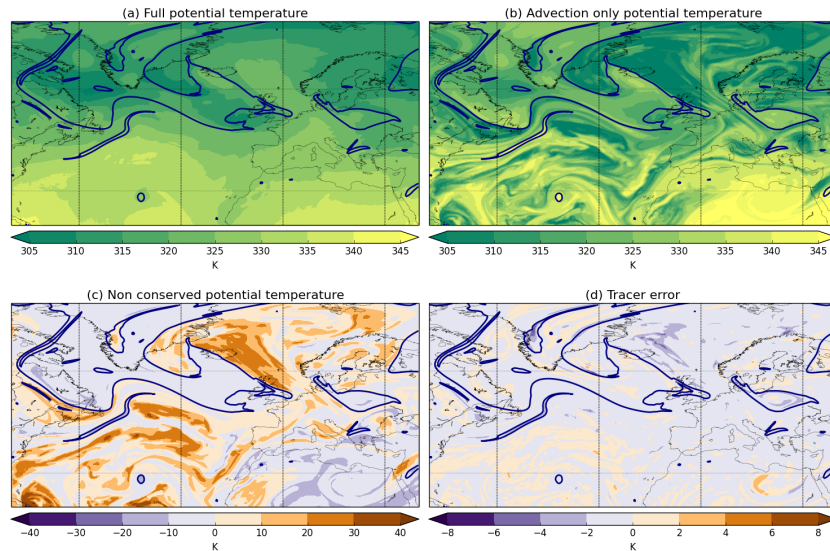 (a) Full potential temperature
(b) Advection only potential temperature
305 310 315 320 325 330 335 340 345
K
305 310 315 320 325 330 335 340 345
K
(c) Non conserved potential temperature
(d) Tracer error
−40 −30 −20 −10 0 10 20 30 40
K
−8 −6 −4 −2 0 2 4 6 8
K